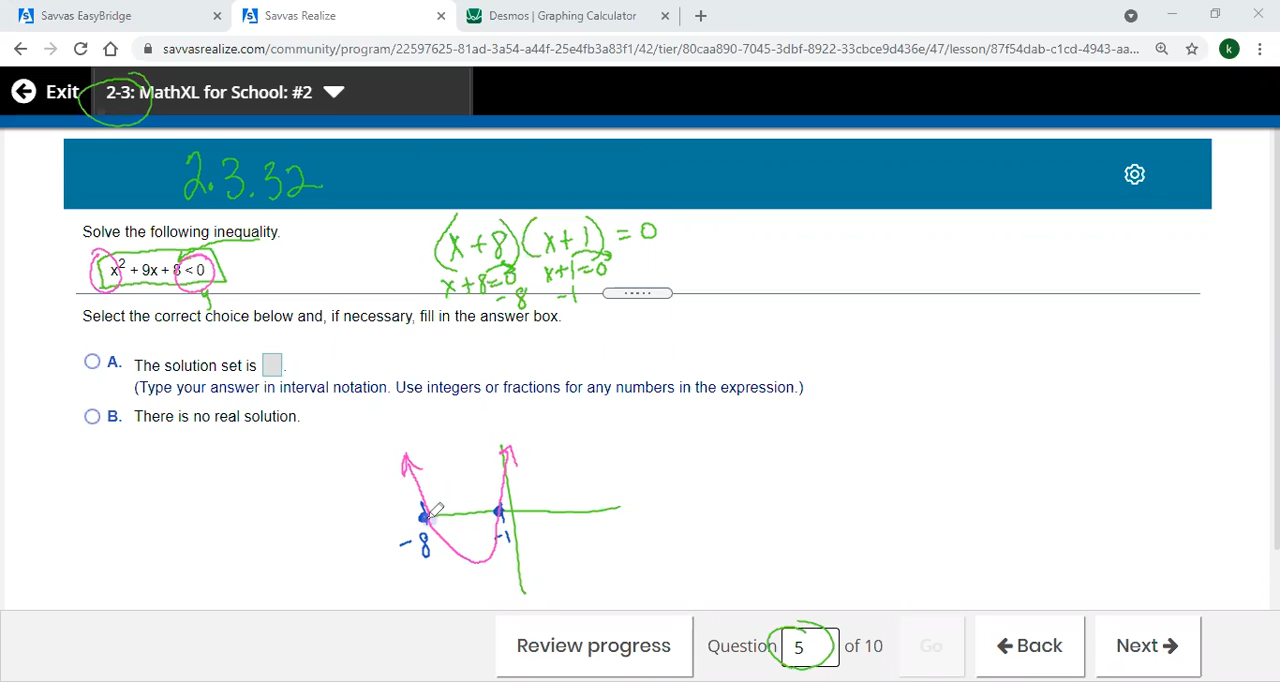 Savvas EasyBridge
Savvas Realize
Desmos | Graphing Calculator
savvasrealize.com/community/program/22597625-81ad-3a54-a44f-25e4fb3a83f1/42/tier/80caa890-7045-3dbf-8922-33cbce9d436e/47/lesson/87f54dab-c1cd-4943-aa...
k
Exit
2-3: MathXL for School: #2
2.3.32
Solve the following inequality.
x² + 9x + 8 < 0
(x+8)(x+1) = 0
x+8=0 x+1=0
-8 -1
Select the correct choice below and, if necessary, fill in the answer box.
A. The solution set is .
(Type your answer in interval notation. Use integers or fractions for any numbers in the expression.)
B. There is no real solution.
-8 -1
Review progress
Question 5 of 10
Go
Back
Next